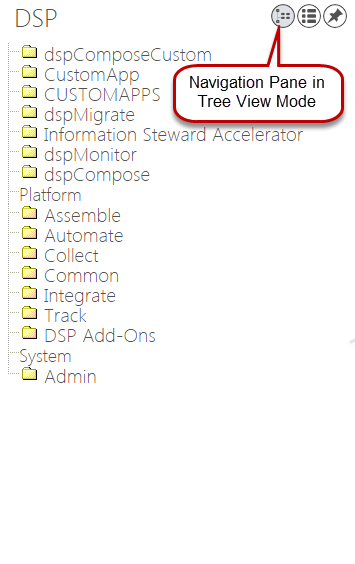 DSP
dspComposeCustom
CustomApp
Navigation Pane in
Tree View Mode
CUSTOMAPPS
dspMigrate
Information Steward Accelerator
dspMonitor
dspCompose
Platform
Assemble
Automate
Collect
Common
Integrate
Track
DSP Add-Ons
System
Admin